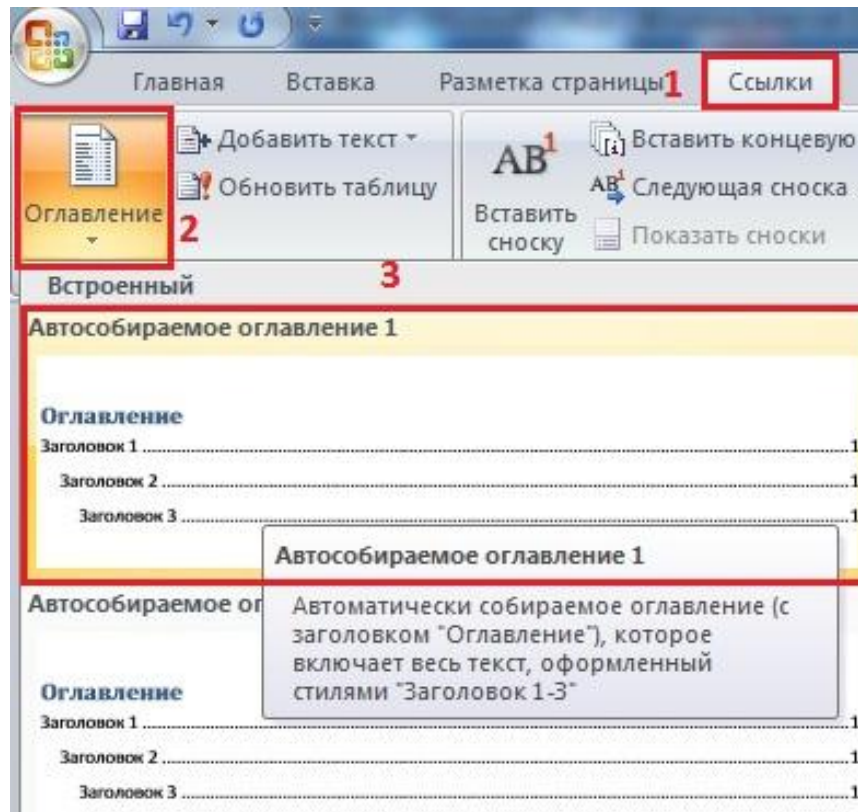 Главная Вставка Разметка страницы 1 Ссылки
Добавить текст
Обновить таблицу
Оглавление
2
AB1
Вставить сноску
Вставить концевую
AB1 Следующая сноска
Показать сноски
Встроенный
3
Автособираемое оглавление 1
Оглавление
Заголовок 1 1
Заголовок 2 1
Заголовок 3 1
Автособираемое оглавление 1
Автоматически собираемое оглавление (с
заголовком "Оглавление"), которое
включает весь текст, оформленный
стилями "Заголовок 1-3"
Автособираемое ог
Оглавление
Заголовок 1 1
Заголовок 2 1
Заголовок 3 1